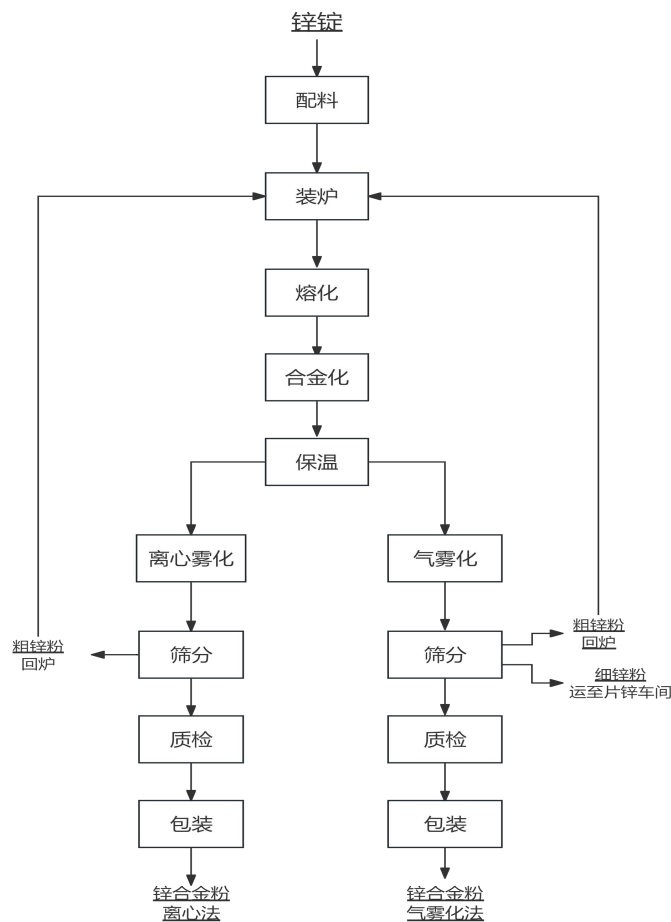 锌锭
配料
装炉
熔化
合金化
保温
离心雾化
气雾化
粗锌粉
回炉
筛分
筛分
粗锌粉
回炉
细锌粉
运至片锌车间
质检
质检
包装
包装
锌合金粉
离心法
锌合金粉
气雾化法